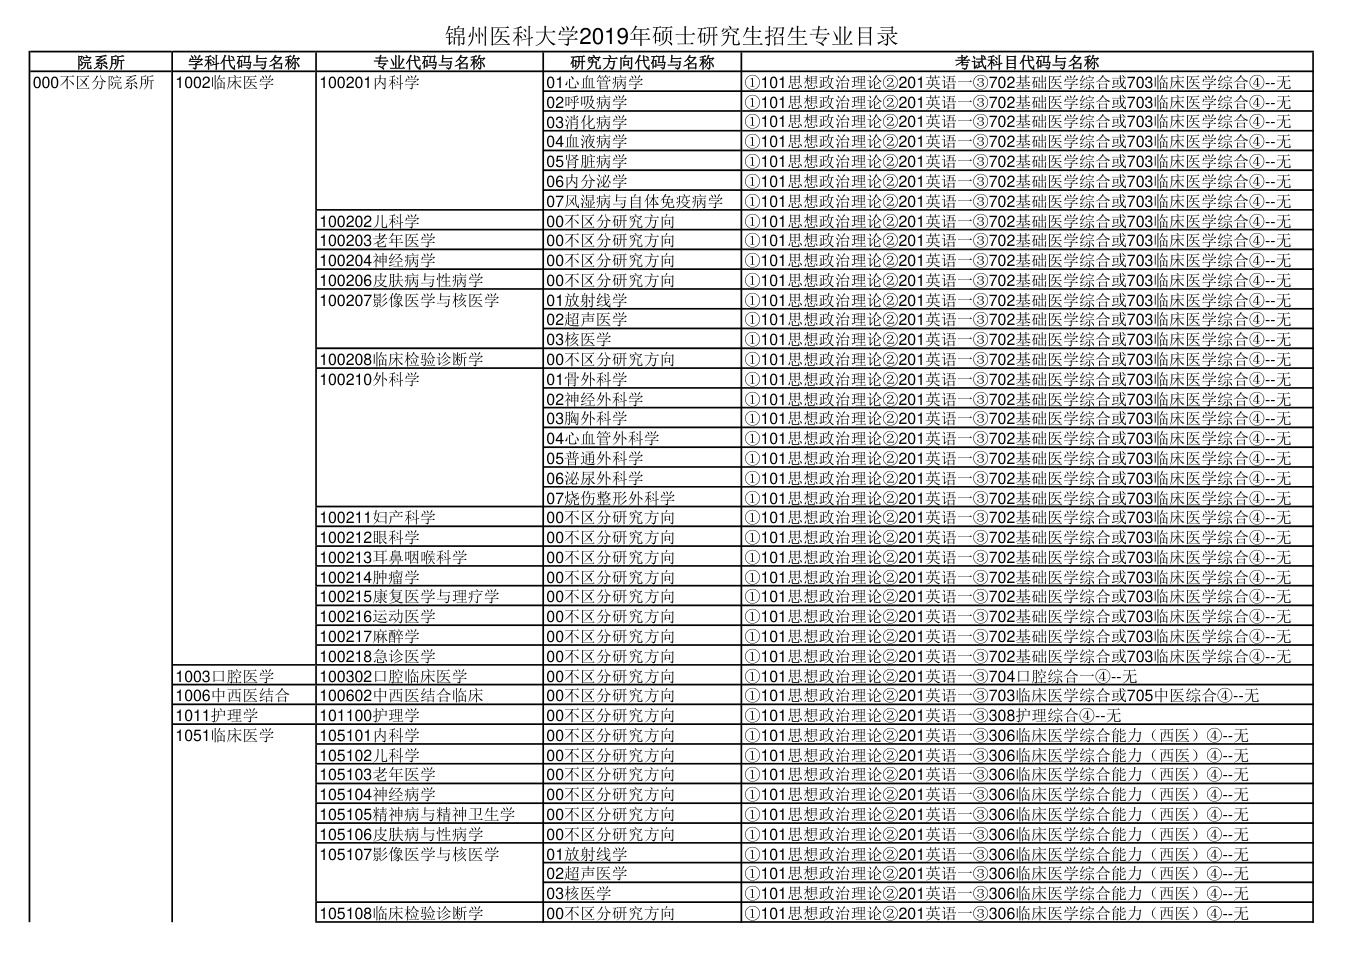 锦州医科大学2019年硕士研究生招生专业目录
院系所 学科代码与名称 专业代码与名称 研究方向代码与名称 考试科目代码与名称
000不区分院系所 1002临床医学 100201内科学 01心血管病学 ①101思想政治理论②201英语一③702基础医学综合或703临床医学综合④--无
02呼吸病学 ①101思想政治理论②201英语一③702基础医学综合或703临床医学综合④--无
03消化病学 ①101思想政治理论②201英语一③702基础医学综合或703临床医学综合④--无
04血液病学 ①101思想政治理论②201英语一③702基础医学综合或703临床医学综合④--无
05肾脏病学 ①101思想政治理论②201英语一③702基础医学综合或703临床医学综合④--无
06内分泌学 ①101思想政治理论②201英语一③702基础医学综合或703临床医学综合④--无
07风湿病与自体免疫病学 ①101思想政治理论②201英语一③702基础医学综合或703临床医学综合④--无
100202儿科学 00不区分研究方向 ①101思想政治理论②201英语一③702基础医学综合或703临床医学综合④--无
100203老年医学 00不区分研究方向 ①101思想政治理论②201英语一③702基础医学综合或703临床医学综合④--无
100204神经病学 00不区分研究方向 ①101思想政治理论②201英语一③702基础医学综合或703临床医学综合④--无
100206皮肤病与性病学 00不区分研究方向 ①101思想政治理论②201英语一③702基础医学综合或703临床医学综合④--无
100207影像医学与核医学 01放射线学 ①101思想政治理论②201英语一③702基础医学综合或703临床医学综合④--无
02超声医学 ①101思想政治理论②201英语一③702基础医学综合或703临床医学综合④--无
03核医学 ①101思想政治理论②201英语一③702基础医学综合或703临床医学综合④--无
100208临床检验诊断学 00不区分研究方向 ①101思想政治理论②201英语一③702基础医学综合或703临床医学综合④--无
100210外科学 01骨外科学 ①101思想政治理论②201英语一③702基础医学综合或703临床医学综合④--无
02神经外科学 ①101思想政治理论②201英语一③702基础医学综合或703临床医学综合④--无
03胸外科学 ①101思想政治理论②201英语一③702基础医学综合或703临床医学综合④--无
04心血管外科学 ①101思想政治理论②201英语一③702基础医学综合或703临床医学综合④--无
05普通外科学 ①101思想政治理论②201英语一③702基础医学综合或703临床医学综合④--无
06泌尿外科学 ①101思想政治理论②201英语一③702基础医学综合或703临床医学综合④--无
07烧伤整形外科学 ①101思想政治理论②201英语一③702基础医学综合或703临床医学综合④--无
100211妇产科学 00不区分研究方向 ①101思想政治理论②201英语一③702基础医学综合或703临床医学综合④--无
100212眼科学 00不区分研究方向 ①101思想政治理论②201英语一③702基础医学综合或703临床医学综合④--无
100213耳鼻咽喉科学 00不区分研究方向 ①101思想政治理论②201英语一③702基础医学综合或703临床医学综合④--无
100214肿瘤学 00不区分研究方向 ①101思想政治理论②201英语一③702基础医学综合或703临床医学综合④--无
100215康复医学与理疗学 00不区分研究方向 ①101思想政治理论②201英语一③702基础医学综合或703临床医学综合④--无
100216运动医学 00不区分研究方向 ①101思想政治理论②201英语一③702基础医学综合或703临床医学综合④--无
100217麻醉学 00不区分研究方向 ①101思想政治理论②201英语一③702基础医学综合或703临床医学综合④--无
100218急诊医学 00不区分研究方向 ①101思想政治理论②201英语一③702基础医学综合或703临床医学综合④--无
1003口腔医学 100302口腔临床医学 00不区分研究方向 ①101思想政治理论②201英语一③704口腔综合一④--无
1006中西医结合 100602中西医结合临床 00不区分研究方向 ①101思想政治理论②201英语一③703临床医学综合或705中医综合④--无
1011护理学 101100护理学 00不区分研究方向 ①101思想政治理论②201英语一③308护理综合④--无
1051临床医学 105101内科学 00不区分研究方向 ①101思想政治理论②201英语一③306临床医学综合能力（西医）④--无
105102儿科学 00不区分研究方向 ①101思想政治理论②201英语一③306临床医学综合能力（西医）④--无
105103老年医学 00不区分研究方向 ①101思想政治理论②201英语一③306临床医学综合能力（西医）④--无
105104神经病学 00不区分研究方向 ①101思想政治理论②201英语一③306临床医学综合能力（西医）④--无
105105精神病与精神卫生学 00不区分研究方向 ①101思想政治理论②201英语一③306临床医学综合能力（西医）④--无
105106皮肤病与性病学 00不区分研究方向 ①101思想政治理论②201英语一③306临床医学综合能力（西医）④--无
105107影像医学与核医学 01放射线学 ①101思想政治理论②201英语一③306临床医学综合能力（西医）④--无
02超声医学 ①101思想政治理论②201英语一③306临床医学综合能力（西医）④--无
03核医学 ①101思想政治理论②201英语一③306临床医学综合能力（西医）④--无
105108临床检验诊断学 00不区分研究方向 ①101思想政治理论②201英语一③306临床医学综合能力（西医）④--无